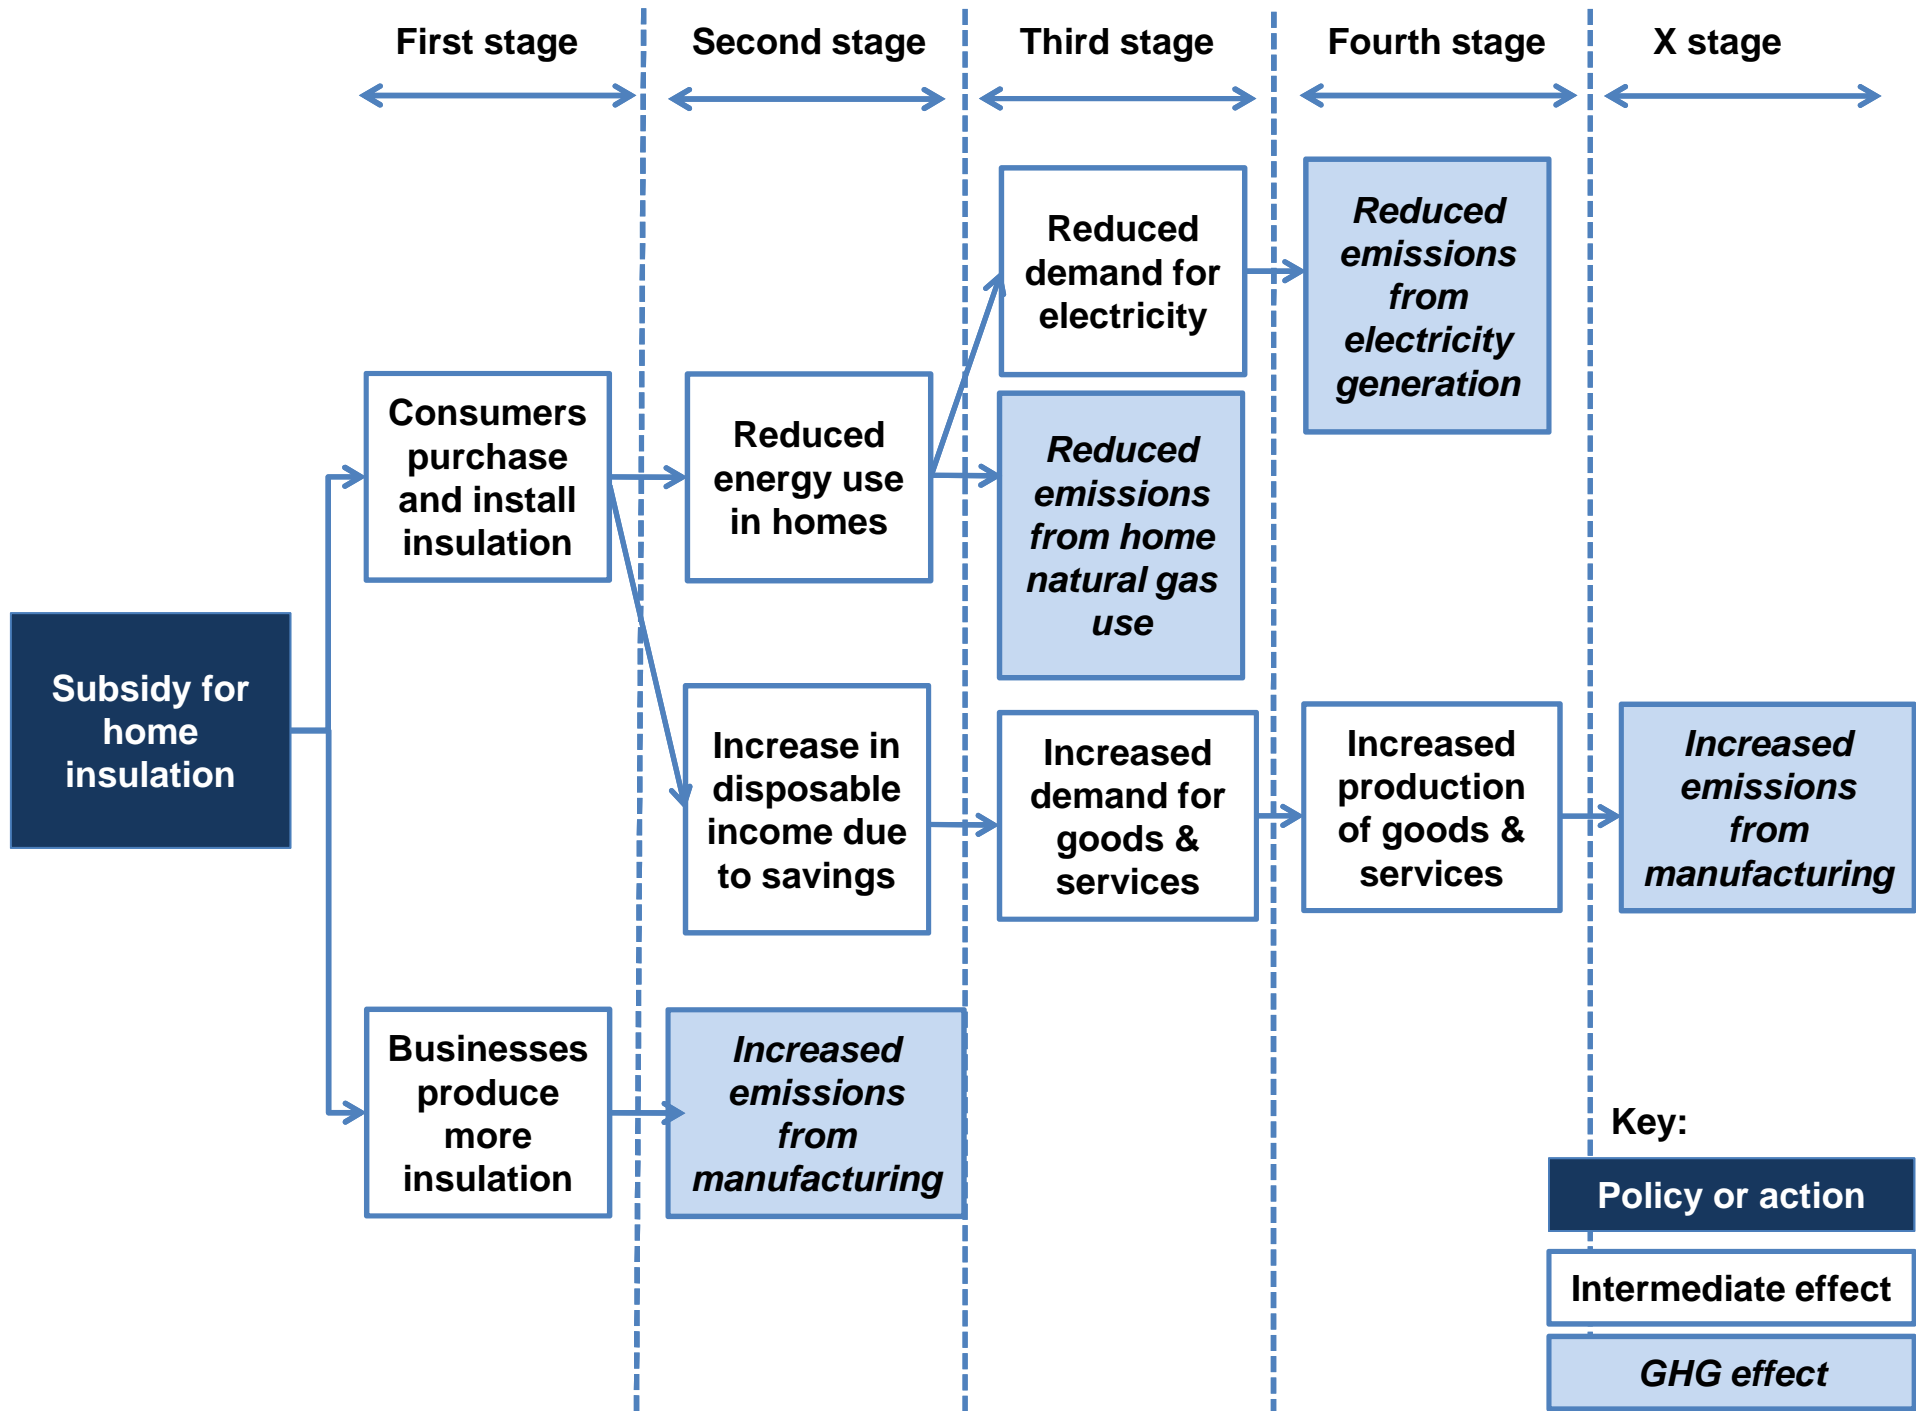 First stage
Second stage
Third stage
Fourth stage
X stage
Subsidy for
home
insulation
Consumers
purchase
and install
insulation
Businesses
produce
more
insulation
Reduced
energy use
in homes
Increase in
disposable
income due
to savings
Increased
emissions
from
manufacturing
Reduced
demand for
electricity
Reduced
emissions
from home
natural gas
use
Increased
demand for
goods &
services
Reduced
emissions
from
electricity
generation
Increased
production
of goods &
services
Increased
emissions
from
manufacturing
Key:
Policy or action
Intermediate effect
GHG effect